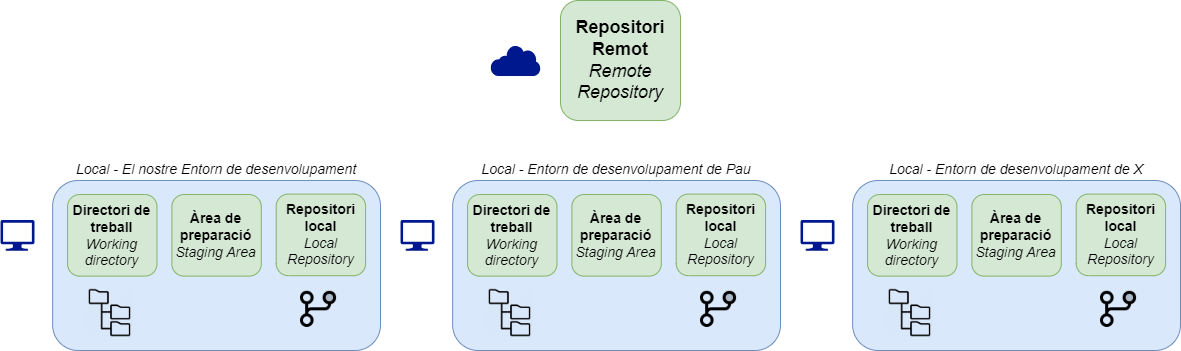 Repositori
Remot
Remote
Repository
Local - El nostre Entorn de desenvolupament
Directori de
treball
Working
directory
Àrea de
preparació
Staging Area
Repositori
local
Local
Repository
Local - Entorn de desenvolupament de Pau
Directori de
treball
Working
directory
Àrea de
preparació
Staging Area
Repositori
local
Local
Repository
Local - Entorn de desenvolupament de X
Directori de
treball
Working
directory
Àrea de
preparació
Staging Area
Repositori
local
Local
Repository